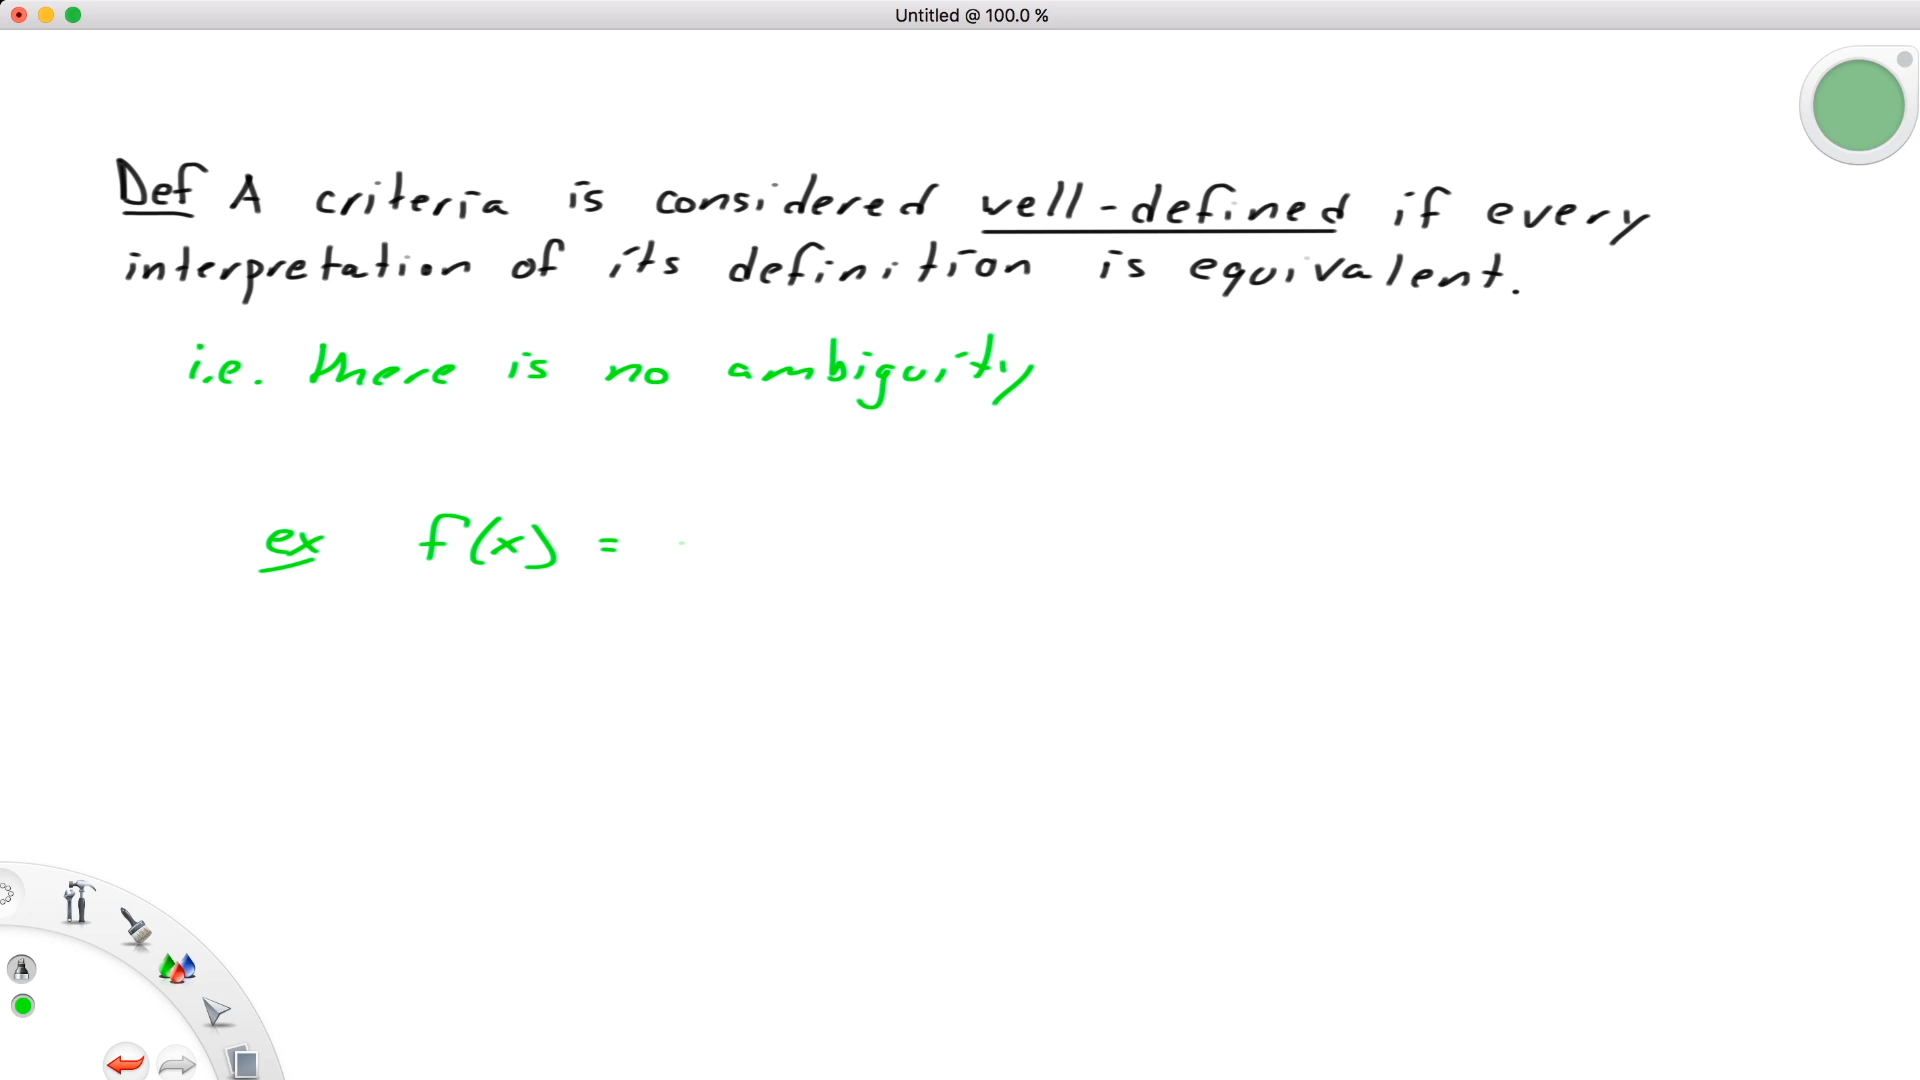 Untitled @ 100.0 %
Def A criteria is considered well-defined if every
interpretation of its definition is equivalent.
i.e. there is no ambiguity
ex f(x) =